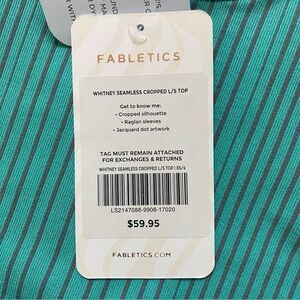 FABLETICS
WHITNEY SEAMLESS CROPPED L/S TOP
Get to know me:
• Cropped silhouette
• Raglan sleeves
• Jacquard dot artwork
TAG MUST REMAIN ATTACHED
FOR EXCHANGES & RETURNS
WHITNEY SEAMLESS CROPPED L/S TOP | XS/4
LS2147088-9908-17020
$59.95
FABLETICS.COM